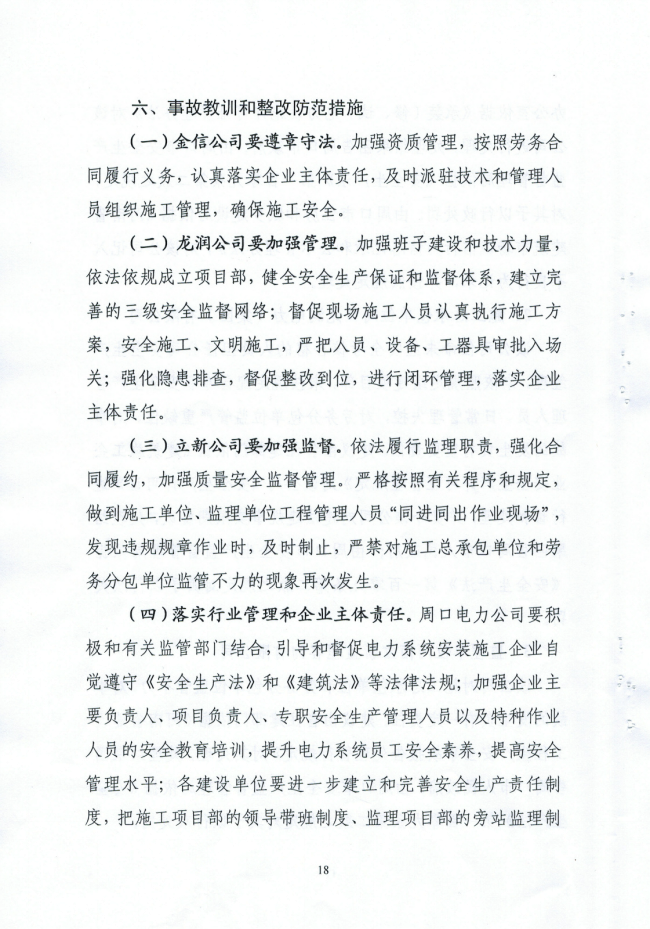 六、事故教训和整改防范措施
（一）金信公司要遵章守法。加强资质管理，按照劳务合
同履行义务，认真落实企业主体责任，及时派驻技术和管理人
员组织施工管理，确保施工安全。
（二）龙润公司要加强管理。加强班子建设和技术力量，
依法依规成立项目部，健全安全生产保证和监督体系，建立完
善的三级安全监督网络；督促现场施工人员认真执行施工方
案，安全施工、文明施工，严把人员、设备、工器具审批入场
关；强化隐患排查，督促整改到位，进行闭环管理，落实企业
主体责任。
（三）立新公司要加强监督。依法履行监理职责，强化合
同履约，加强质量安全监督管理。严格按照有关程序和规定，
做到施工单位、监理单位工程管理人员“同进同出作业现场”，
发现违规规章作业时，及时制止，严禁对施工总承包单位和劳
务分包单位监管不力的现象再次发生。
（四）落实行业管理和企业主体责任。周口电力公司要积
极和有关监管部门结合，引导和督促电力系统安装施工企业自
觉遵守《安全生产法》和《建筑法》等法律法规；加强企业主
要负责人、项目负责人、专职安全生产管理人员以及特种作业
人员的安全教育培训，提升电力系统员工安全素养，提高安全
管理水平；各建设单位要进一步建立和完善安全生产责任制
度，把施工项目部的领导带班制度、监理项目部的旁站监理制
18